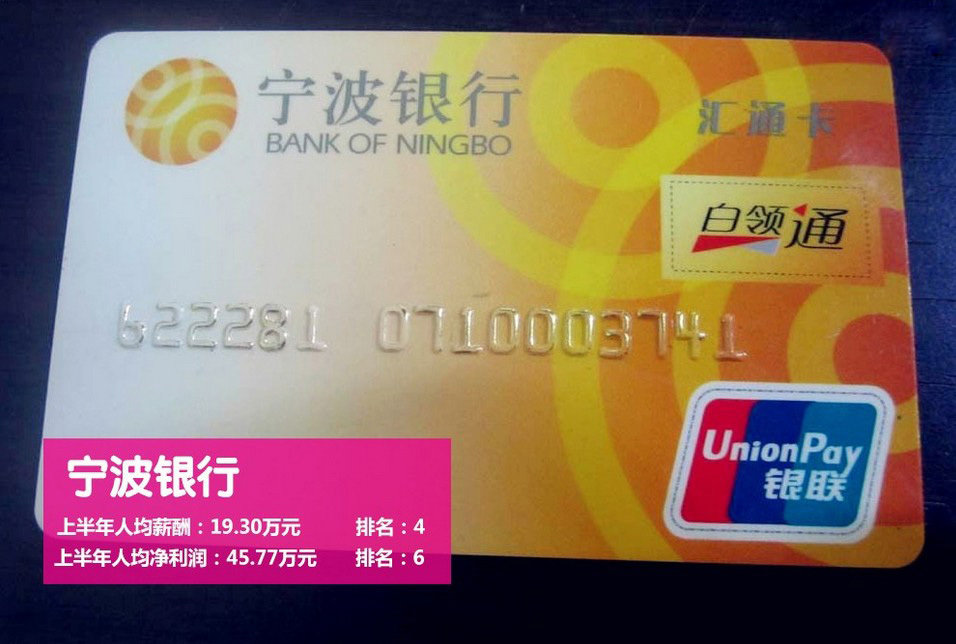 宁波银行
BANK OF NINGBO
汇通卡
白领通
622281 0710003741
UnionPay
银联
宁波银行
上半年人均薪酬：19.30万元 排名：4
上半年人均净利润：45.77万元 排名：6